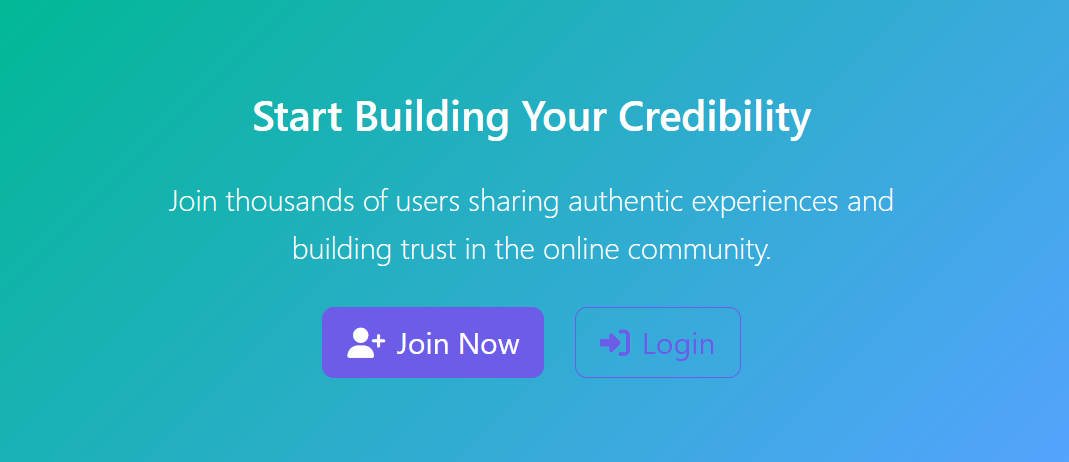 Start Building Your Credibility
Join thousands of users sharing authentic experiences and
building trust in the online community.
Join Now
Login